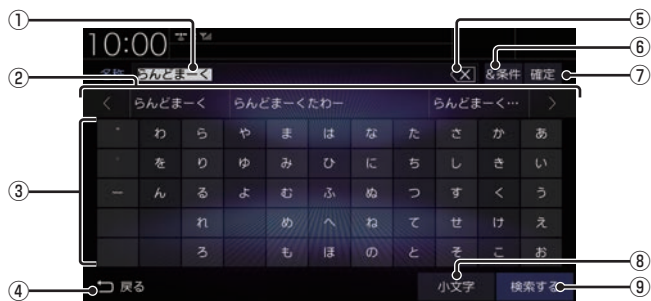 ① ⑤
10:00 ⑥
名称 らんどまーく &条件 確定 ⑦
②
< らんどまーく らんどまーくたわー らんどまーく… >
゛ わ ら や ま は な た さ か あ
゜ を り ゆ み ひ に ち し き い
③ ー ん る よ む ふ ぬ つ す く う
れ め へ ね て せ け え
ろ も ほ の と そ こ お
⑧
④ 戻る 小文字 検索する ⑨